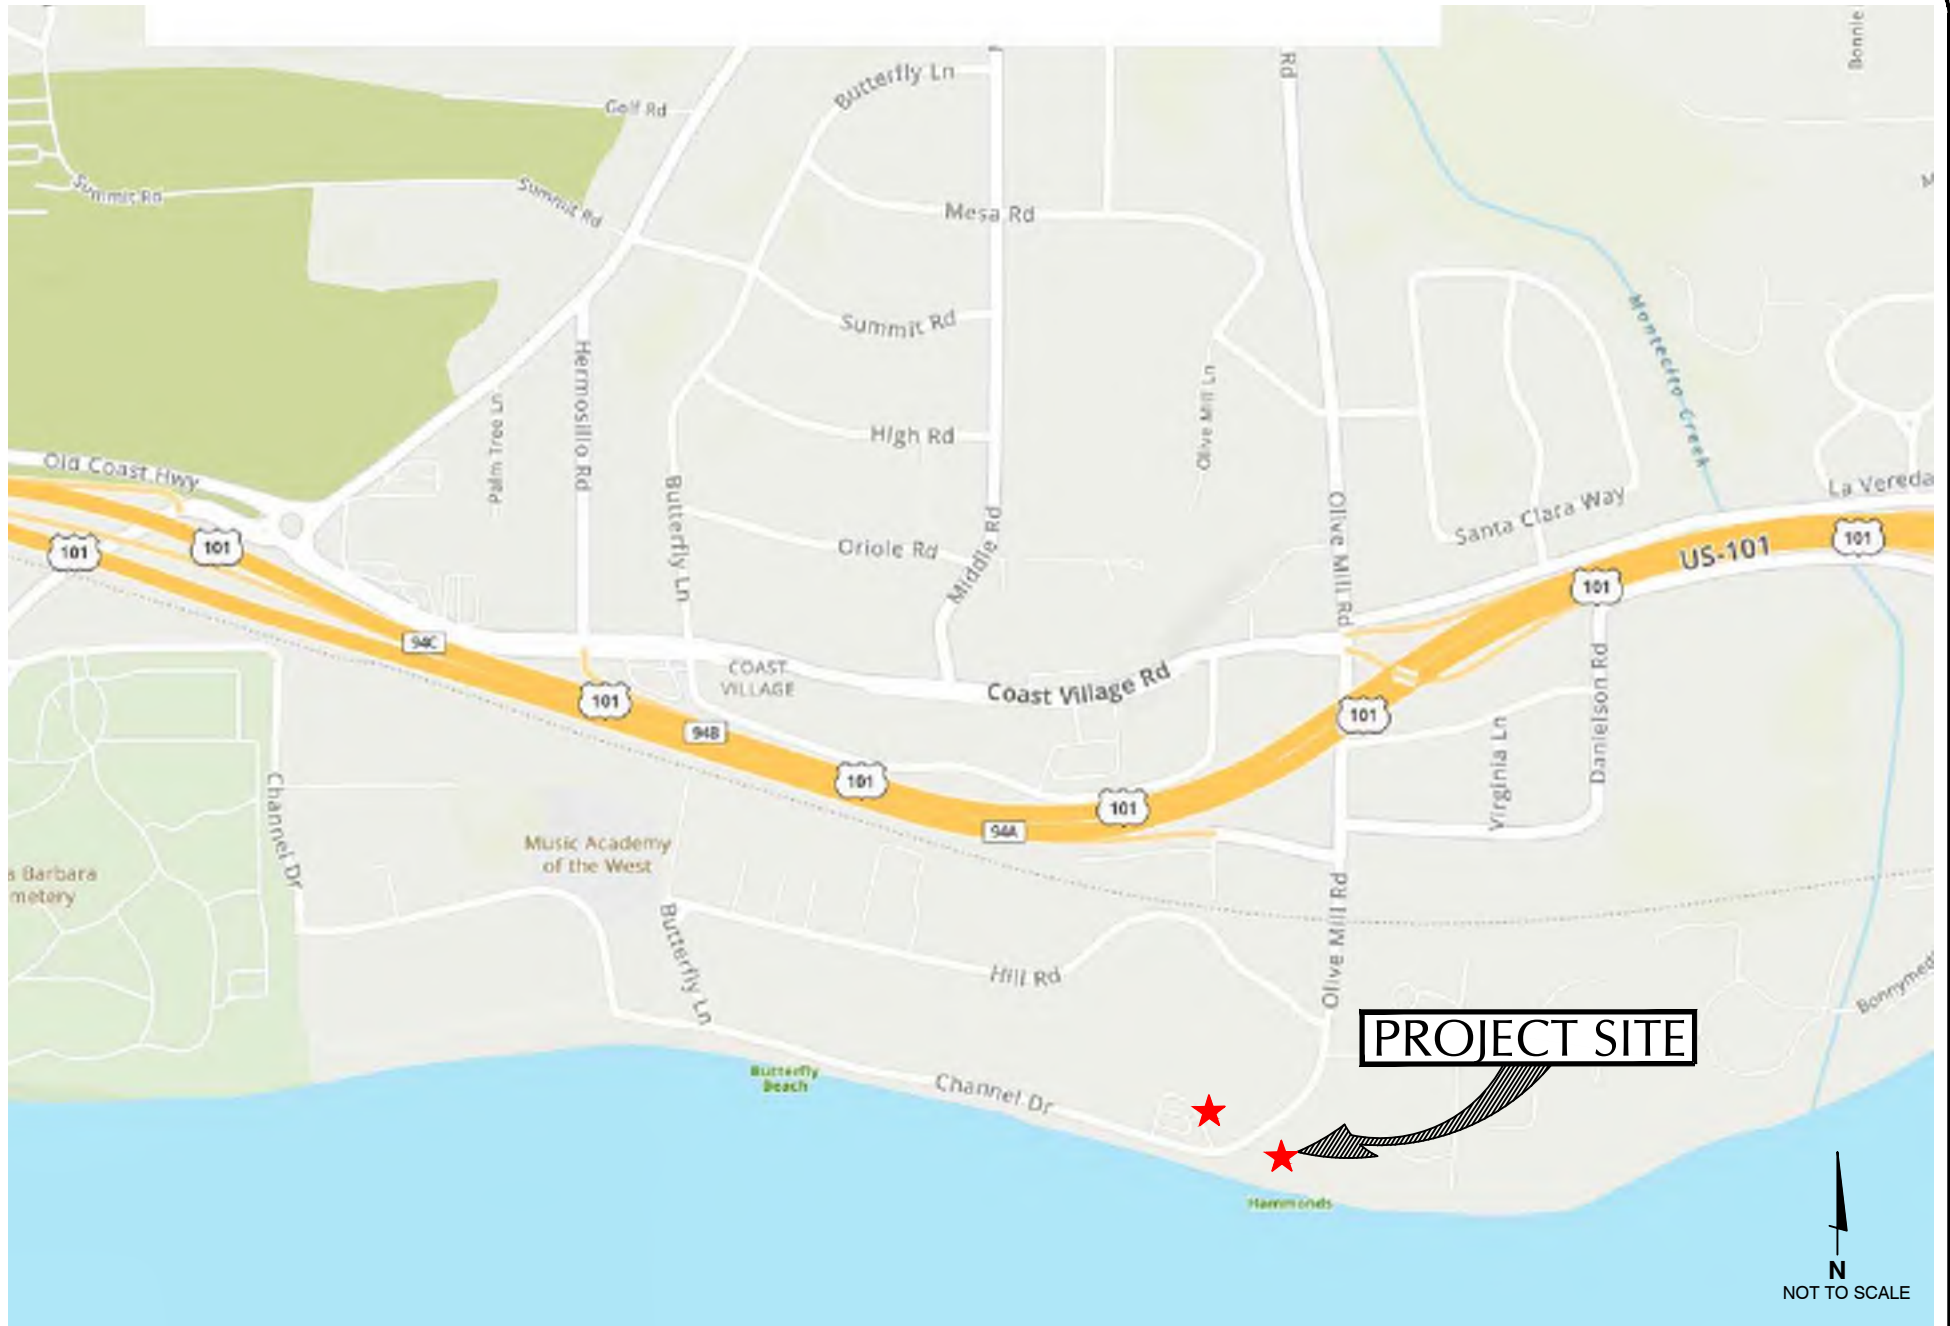 Bonnie
Rd
Butterfly Ln
Golf Rd
Summit Rd
Summit Rd
Mesa Rd
Summit Rd
Montecito Creek
Hermosillo Rd
Palm Tree Ln
Olive Mill Ln
High Rd
Old Coast Hwy
La Vereda
Butterfly Ln
Santa Clara Way
Olive Mill Rd
Oriole Rd
Middle Rd
101
101
US-101
101
101
94C
COAST
VILLAGE
Coast Village Rd
101
94B
101
Danielson Rd
Virginia Ln
101
101
94A
Channel Dr
Music Academy
of the West
a Barbara
metery
Olive Mill Rd
Butterfly Ln
Hill Rd
Bonnymed
PROJECT SITE
Butterfly
Beach
Channel Dr
Hammonds
N
NOT TO SCALE